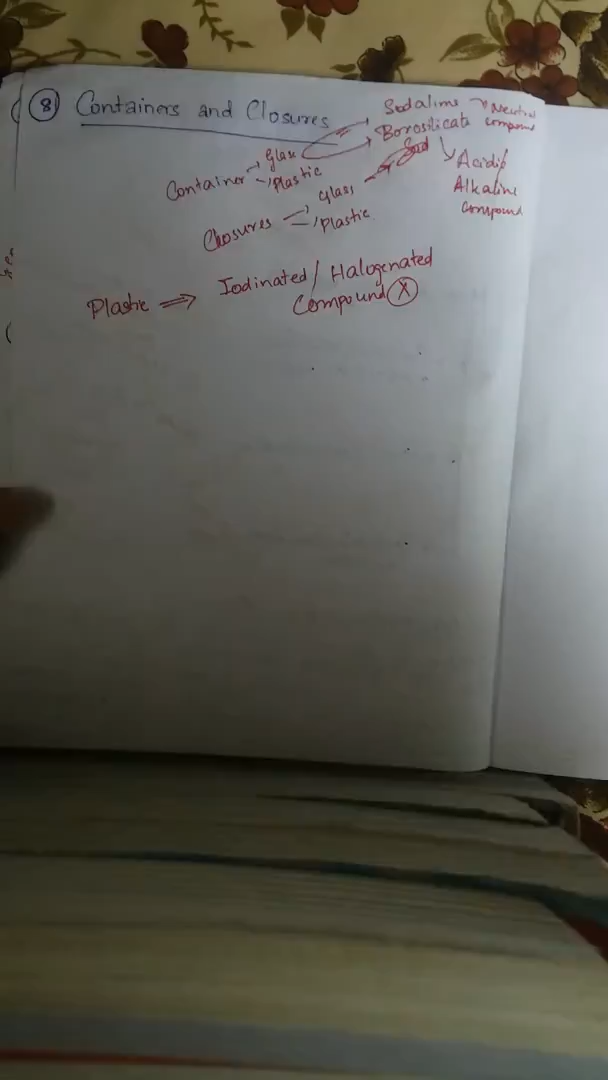 (8) Containers and Closures
Sodalime → Neutral compound
Borosilicate → Acidic Alkaline Compound
Container → Glass
→ Plastic
Closures → Glass
→ Plastic
Plastic ⇒ Iodinated / Halogenated
Compound (X)